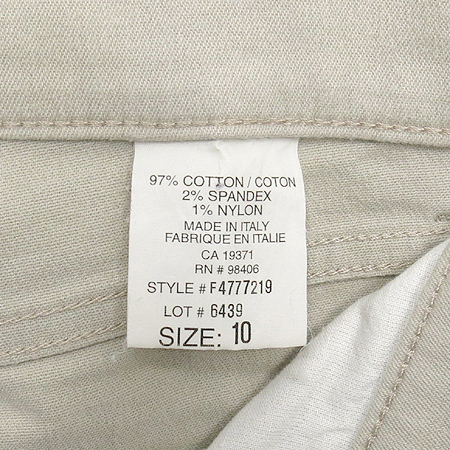 97% COTTON / COTON
2% SPANDEX
1% NYLON
MADE IN ITALY
FABRIQUE EN ITALIE
CA 19371
RN # 98406
STYLE # F4777219
LOT # 6439
SIZE: 10